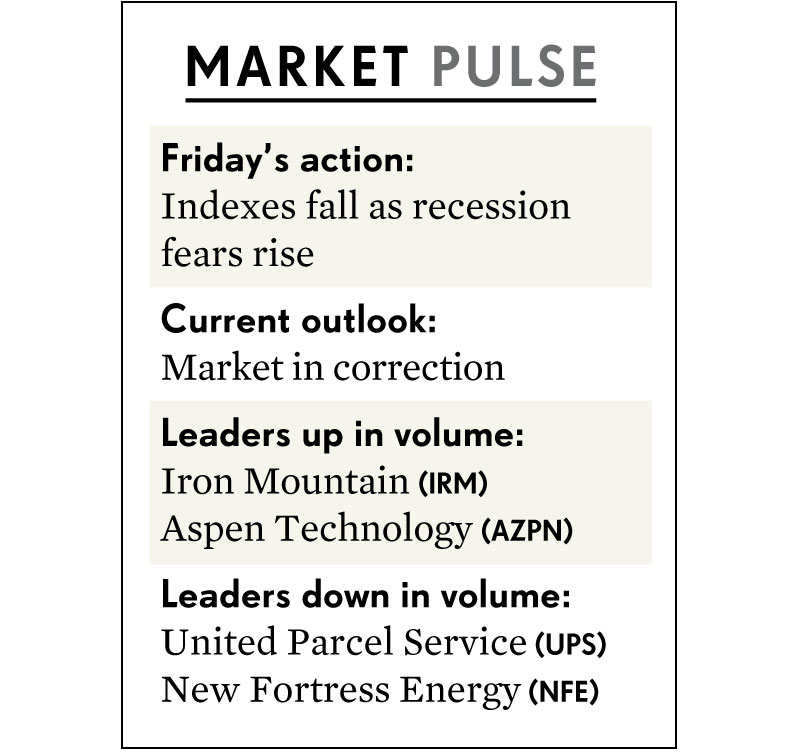 MARKET PULSE
Friday’s action:
Indexes fall as recession
fears rise
Current outlook:
Market in correction
Leaders up in volume:
Iron Mountain (IRM)
Aspen Technology (AZPN)
Leaders down in volume:
United Parcel Service (UPS)
New Fortress Energy (NFE)